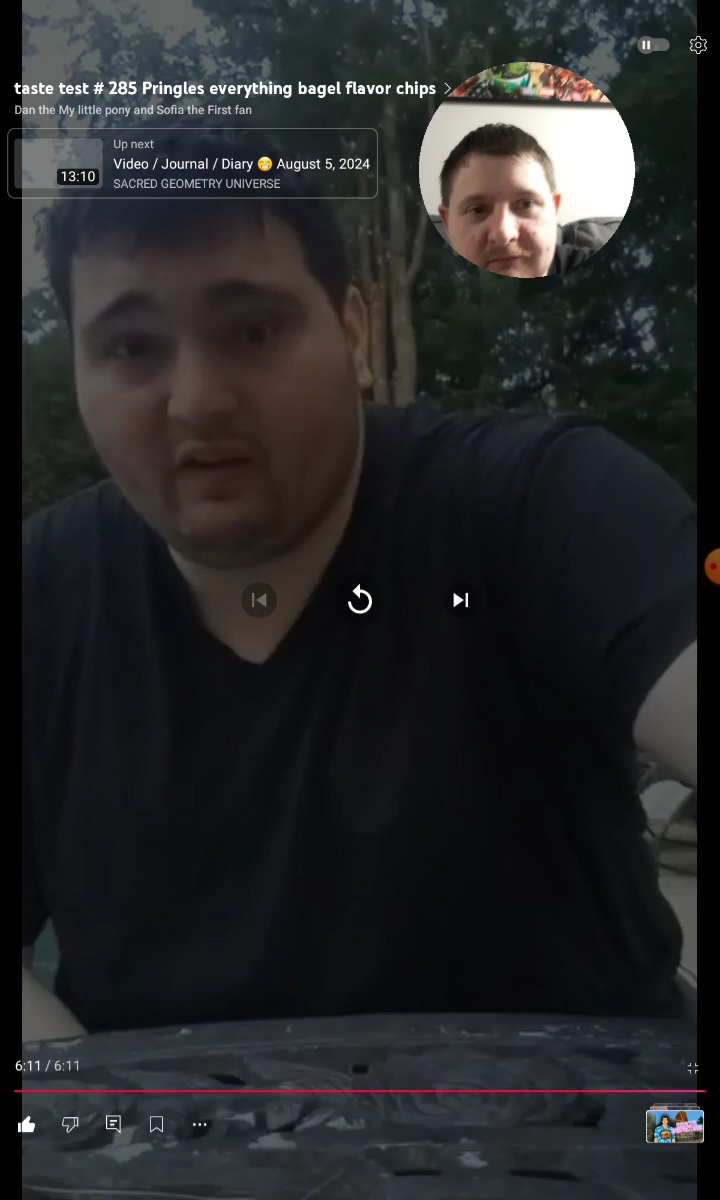 taste test # 285 Pringles everything bagel flavor chips
Dan the My little pony and Sofia the First fan
Up next
13:10
Video / Journal / Diary 😁 August 5, 2024
SACRED GEOMETRY UNIVERSE
6:11 / 6:11